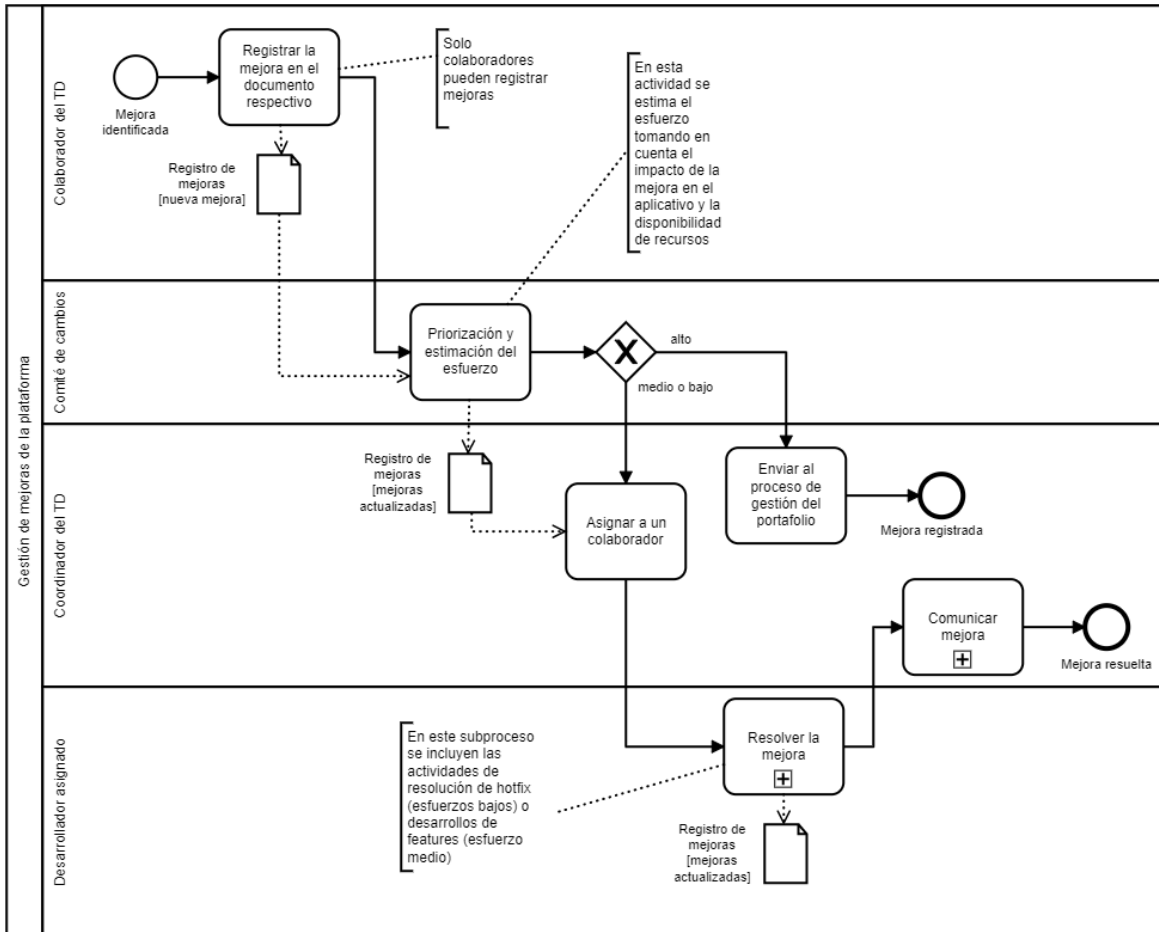 Gestión de mejoras de la plataforma
Colaborador del TD
Mejora
identificada
Registrar la
mejora en el
documento
respectivo
Solo
colaboradores
pueden registrar
mejoras
En esta
actividad se
estima el
esfuerzo
tomando en
cuenta el
impacto de la
mejora en el
aplicativo y la
disponibilidad
de recursos
Registro de
mejoras
[nueva mejora]
Comité de cambios
Priorización y
estimación del
esfuerzo
X
alto
medio o bajo
Coordinador del TD
Registro de
mejoras
[mejoras
actualizadas]
Asignar a un
colaborador
Enviar al
proceso de
gestión del
portafolio
Mejora registrada
Comunicar
mejora
Mejora resuelta
Desarrollador asignado
En este subproceso
se incluyen las
actividades de
resolución de hotfix
(esfuerzos bajos) o
desarrollos de
features (esfuerzo
medio)
Resolver la
mejora
Registro de
mejoras
[mejoras
actualizadas]